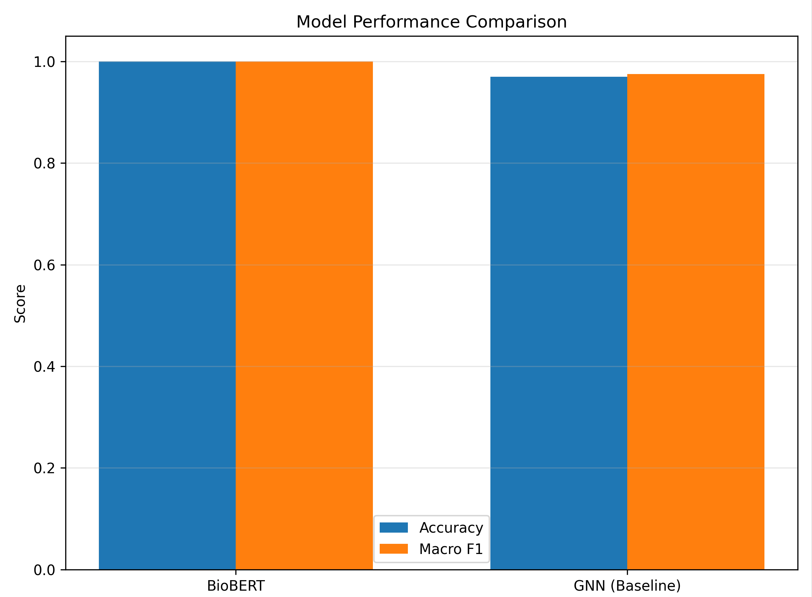 Model Performance Comparison
Score
1.0
0.8
0.6
0.4
0.2
0.0
Accuracy
Macro F1
BioBERT
GNN (Baseline)